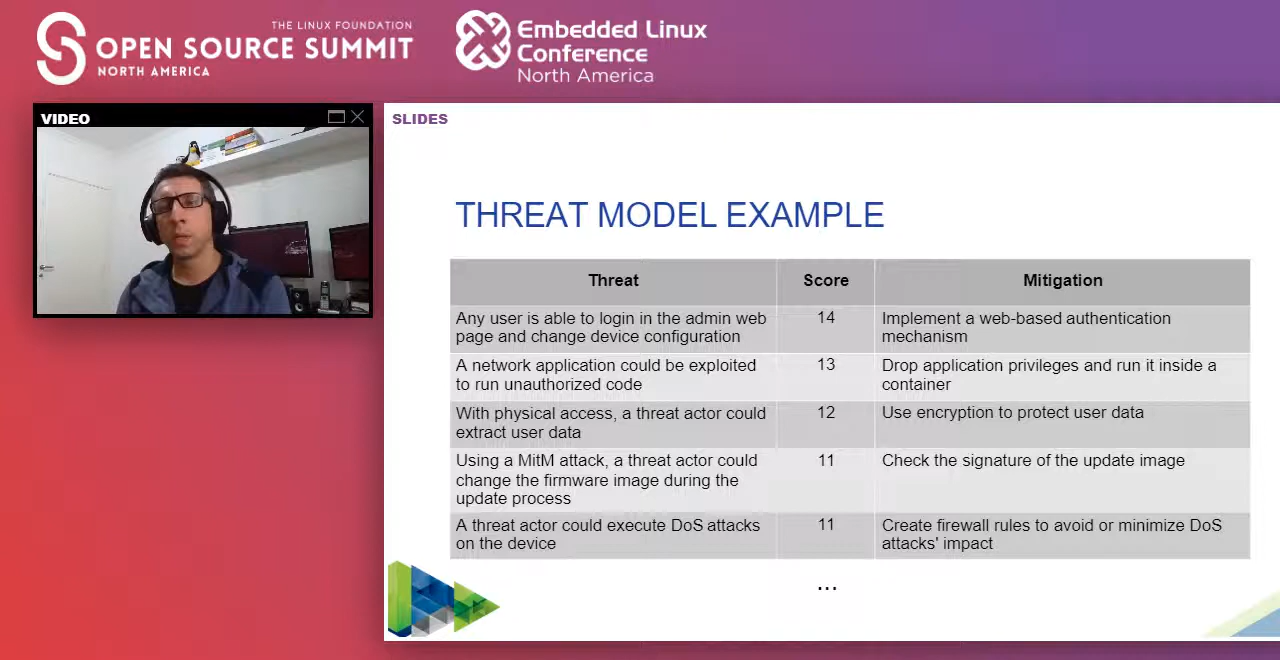 THE LINUX FOUNDATION
OPEN SOURCE SUMMIT
NORTH AMERICA
Embedded Linux
Conference
North America
VIDEO
SLIDES
THREAT MODEL EXAMPLE
Threat Score Mitigation
Any user is able to login in the admin web
page and change device configuration
14
Implement a web-based authentication
mechanism
A network application could be exploited
to run unauthorized code
13
Drop application privileges and run it inside a
container
With physical access, a threat actor could
extract user data
12
Use encryption to protect user data
Using a MitM attack, a threat actor could
change the firmware image during the
update process
11
Check the signature of the update image
A threat actor could execute DoS attacks
on the device
11
Create firewall rules to avoid or minimize DoS
attacks' impact
...